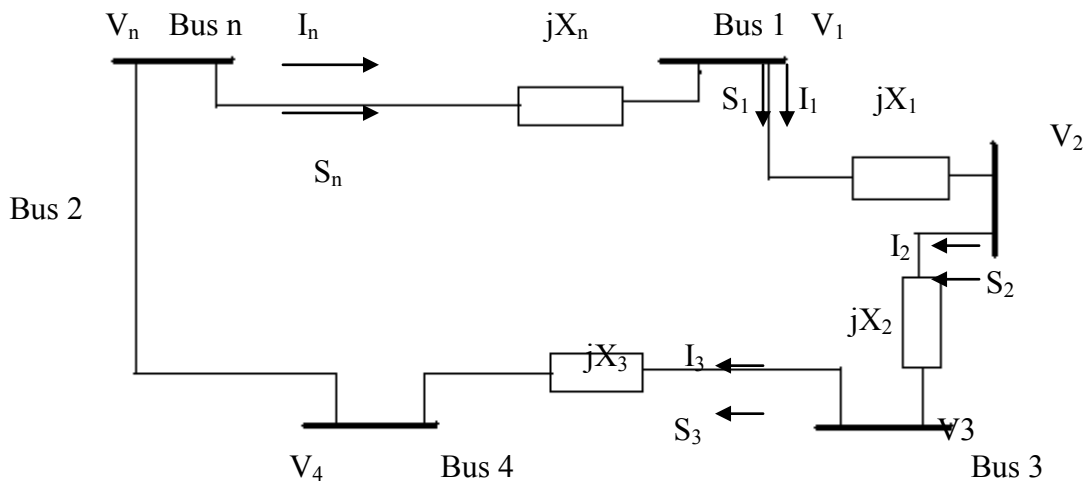 Vₙ Bus n Iₙ jXₙ Bus 1 V₁
S₁ I₁ jX₁
V₂
Sₙ
Bus 2
I₂
S₂
jX₂
jX₃ I₃
S₃ V3
V₄ Bus 4 Bus 3